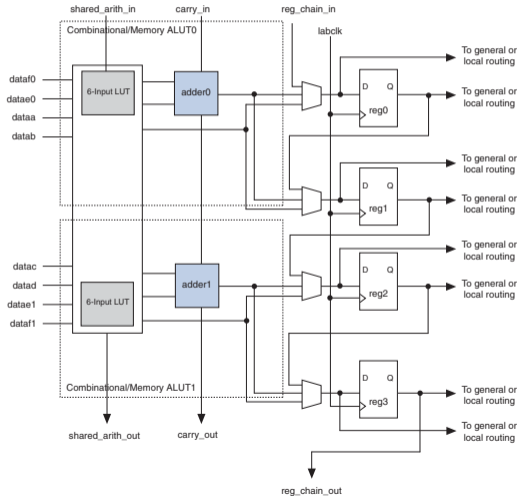 shared_arith_in
carry_in
reg_chain_in
labclk
Combinational/Memory ALUT0
dataf0
datae0
dataa
datab
6-Input LUT
adder0
D Q
reg0
To general or
local routing
To general or
local routing
D Q
reg1
To general or
local routing
To general or
local routing
datac
datad
datae1
dataf1
6-Input LUT
adder1
D Q
reg2
To general or
local routing
To general or
local routing
D Q
reg3
To general or
local routing
To general or
local routing
Combinational/Memory ALUT1
shared_arith_out
carry_out
reg_chain_out